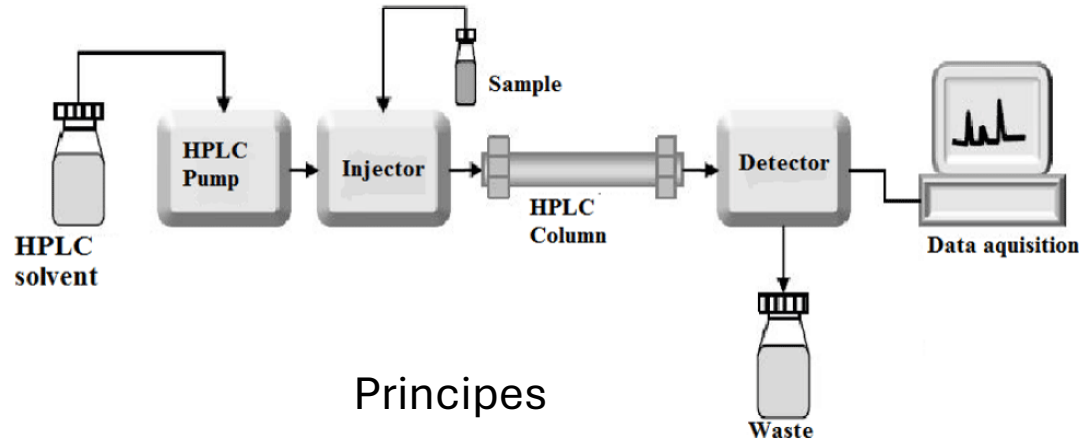 Sample
HPLC
Pump
Injector
Detector
HPLC
Column
HPLC
solvent
Data aquisition
Principes
Waste